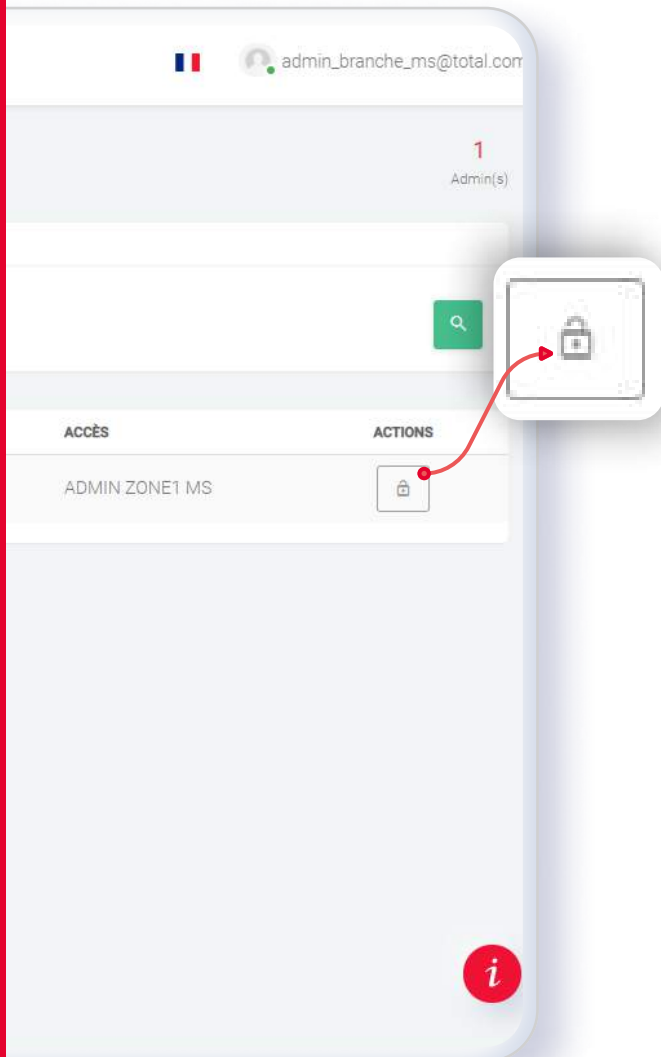 admin_branche_ms@total.com
1
Admin(s)
ACCÈS ACTIONS
ADMIN ZONE1 MS
i